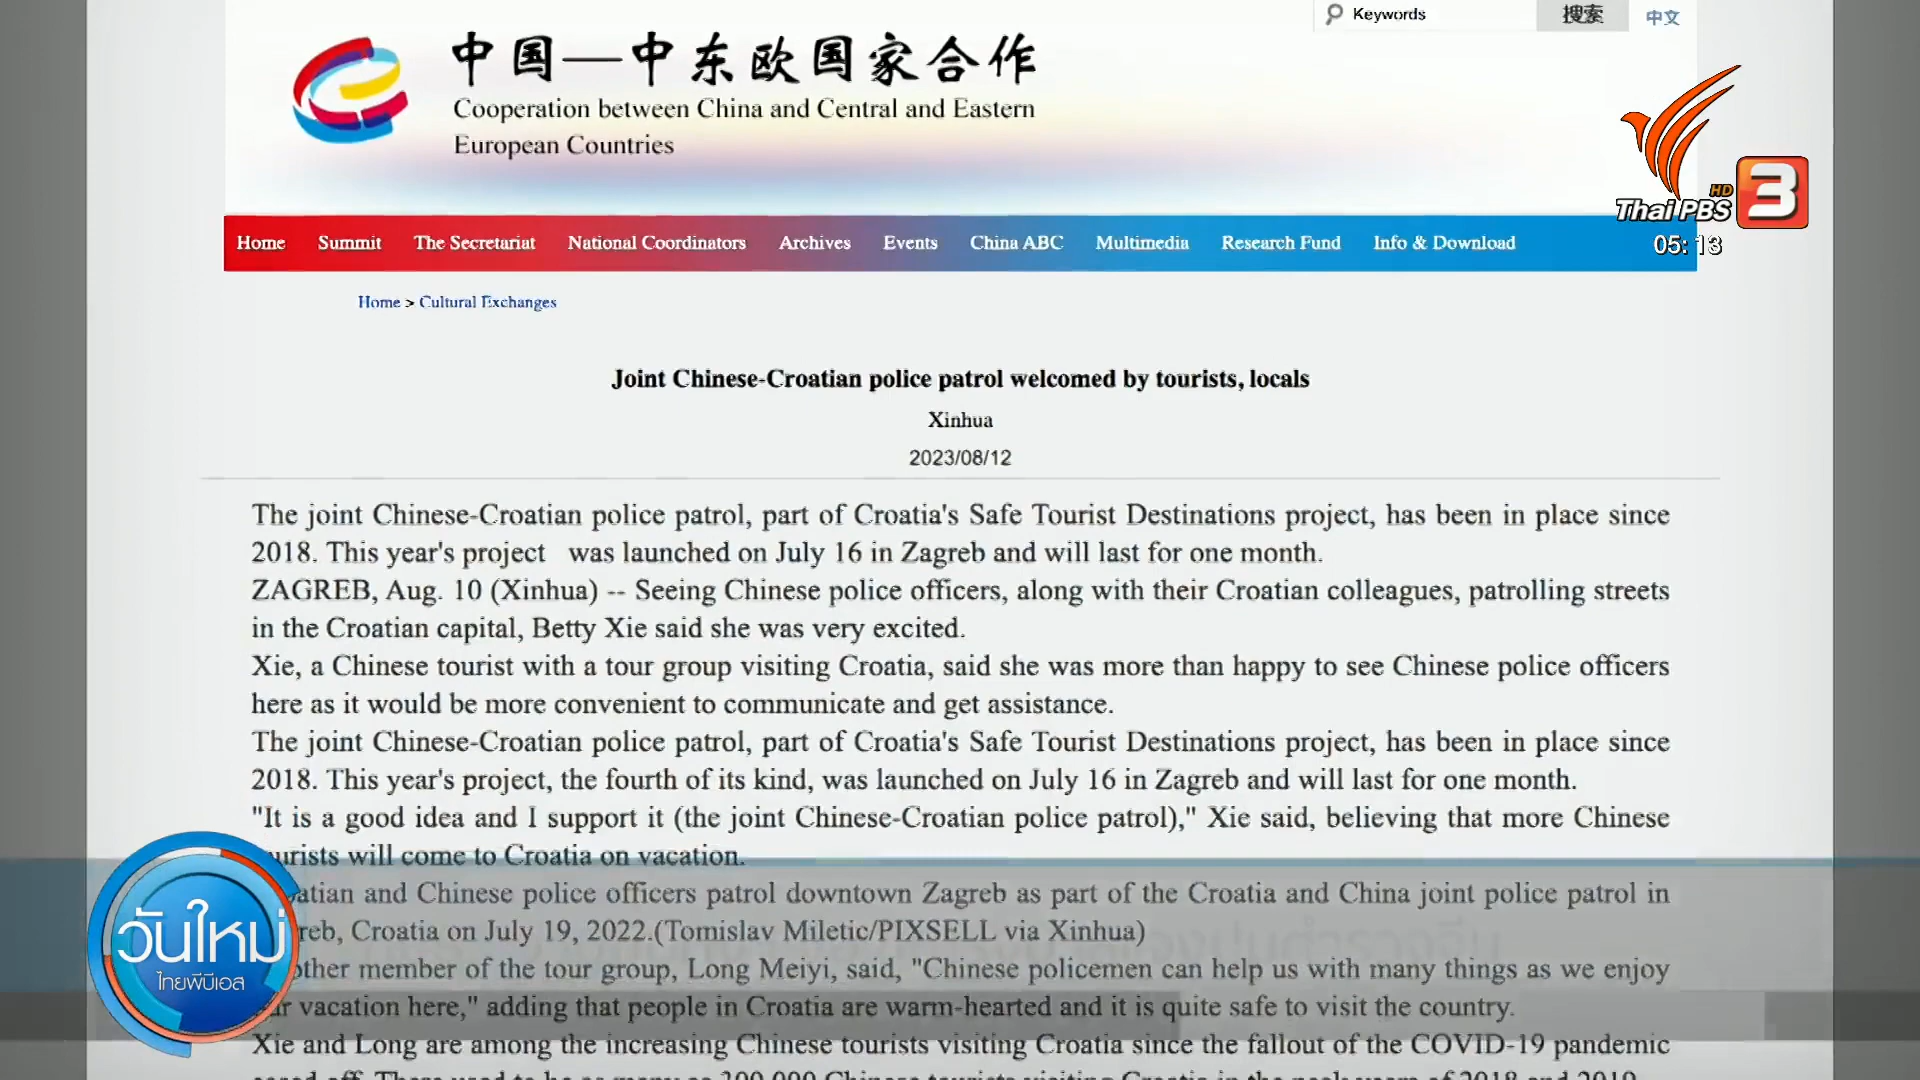 Keywords
搜索
中文
中国—中东欧国家合作
Cooperation between China and Central and Eastern
European Countries
HD
Thai PBS 3
05:13
Home Summit The Secretariat National Coordinators Archives Events China ABC Multimedia Research Fund Info & Download
Home > Cultural Exchanges
Joint Chinese-Croatian police patrol welcomed by tourists, locals
Xinhua
2023/08/12
The joint Chinese-Croatian police patrol, part of Croatia's Safe Tourist Destinations project, has been in place since
2018. This year's project was launched on July 16 in Zagreb and will last for one month.
ZAGREB, Aug. 10 (Xinhua) -- Seeing Chinese police officers, along with their Croatian colleagues, patrolling streets
in the Croatian capital, Betty Xie said she was very excited.
Xie, a Chinese tourist with a tour group visiting Croatia, said she was more than happy to see Chinese police officers
here as it would be more convenient to communicate and get assistance.
The joint Chinese-Croatian police patrol, part of Croatia's Safe Tourist Destinations project, has been in place since
2018. This year's project, the fourth of its kind, was launched on July 16 in Zagreb and will last for one month.
"It is a good idea and I support it (the joint Chinese-Croatian police patrol)," Xie said, believing that more Chinese
urists will come to Croatia on vacation.
atian and Chinese police officers patrol downtown Zagreb as part of the Croatia and China joint police patrol in
reb, Croatia on July 19, 2022.(Tomislav Miletic/PIXSELL via Xinhua)
other member of the tour group, Long Meiyi, said, "Chinese policemen can help us with many things as we enjoy
ur vacation here," adding that people in Croatia are warm-hearted and it is quite safe to visit the country.
Xie and Long are among the increasing Chinese tourists visiting Croatia since the fallout of the COVID-19 pandemic
วันใหม่
ไทยพีบีเอส